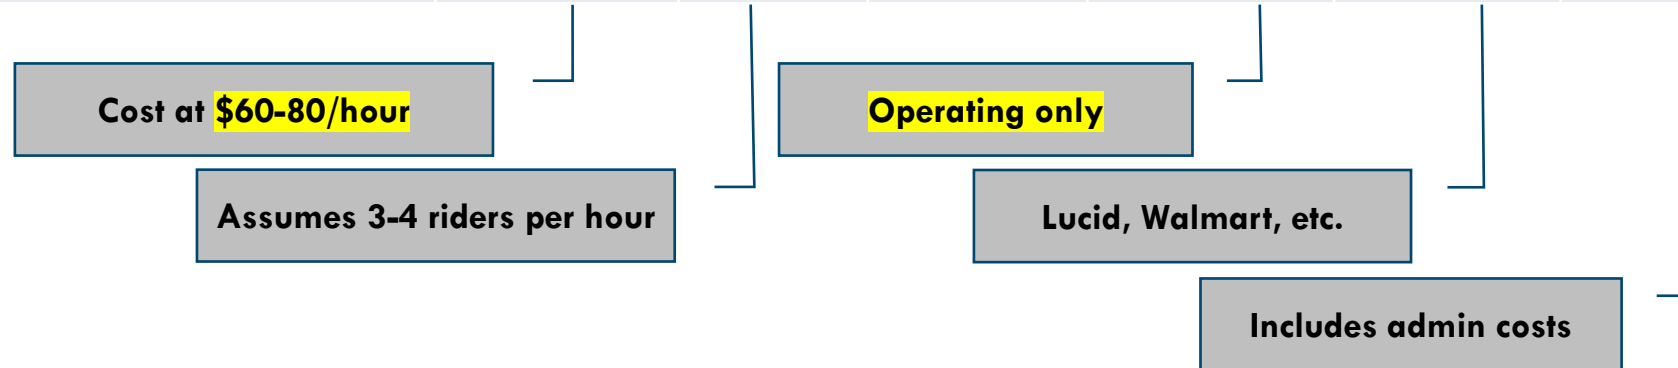 Cost at $60-80/hour
Operating only
Assumes 3-4 riders per hour
Lucid, Walmart, etc.
Includes admin costs